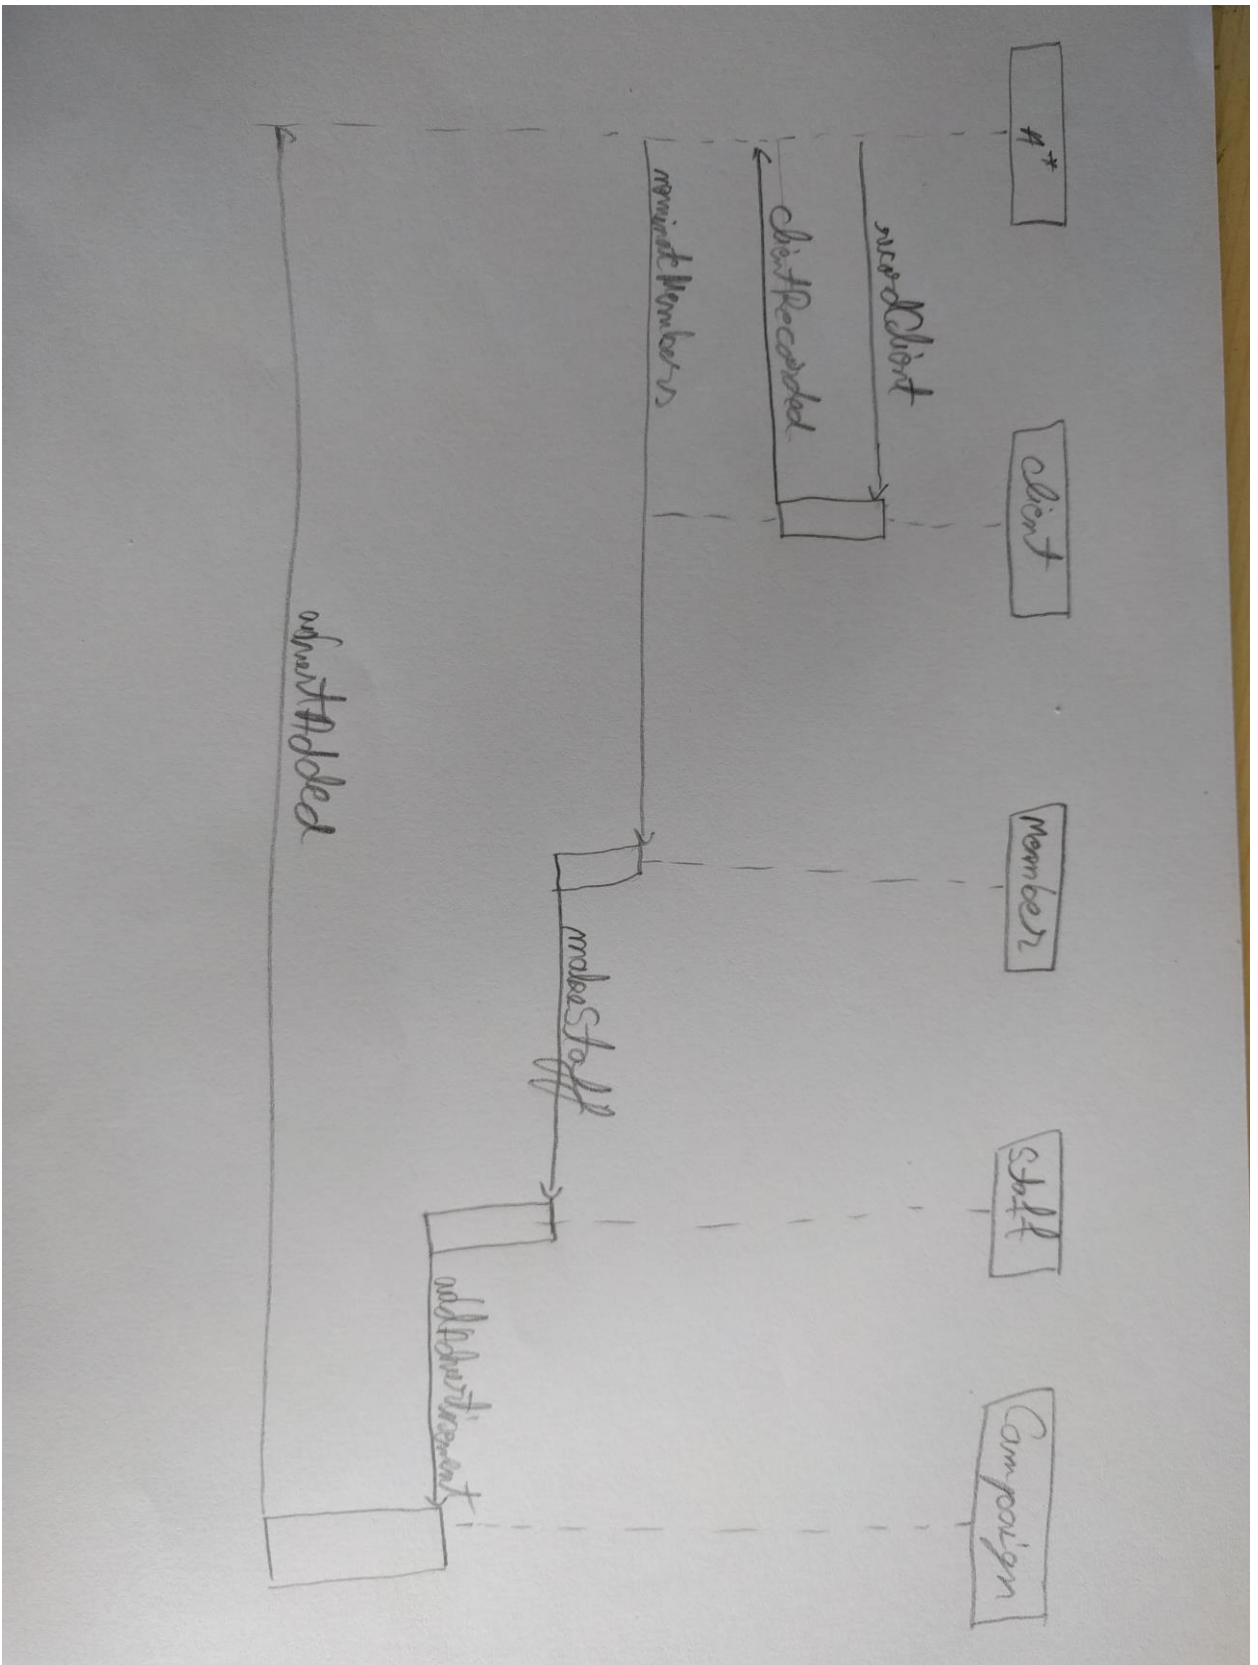 A*
Client
Member
Staff
Campaign
recordClient
clientRecorded
nominateMembers
makeStaff
addAdvertisement
advertAdded